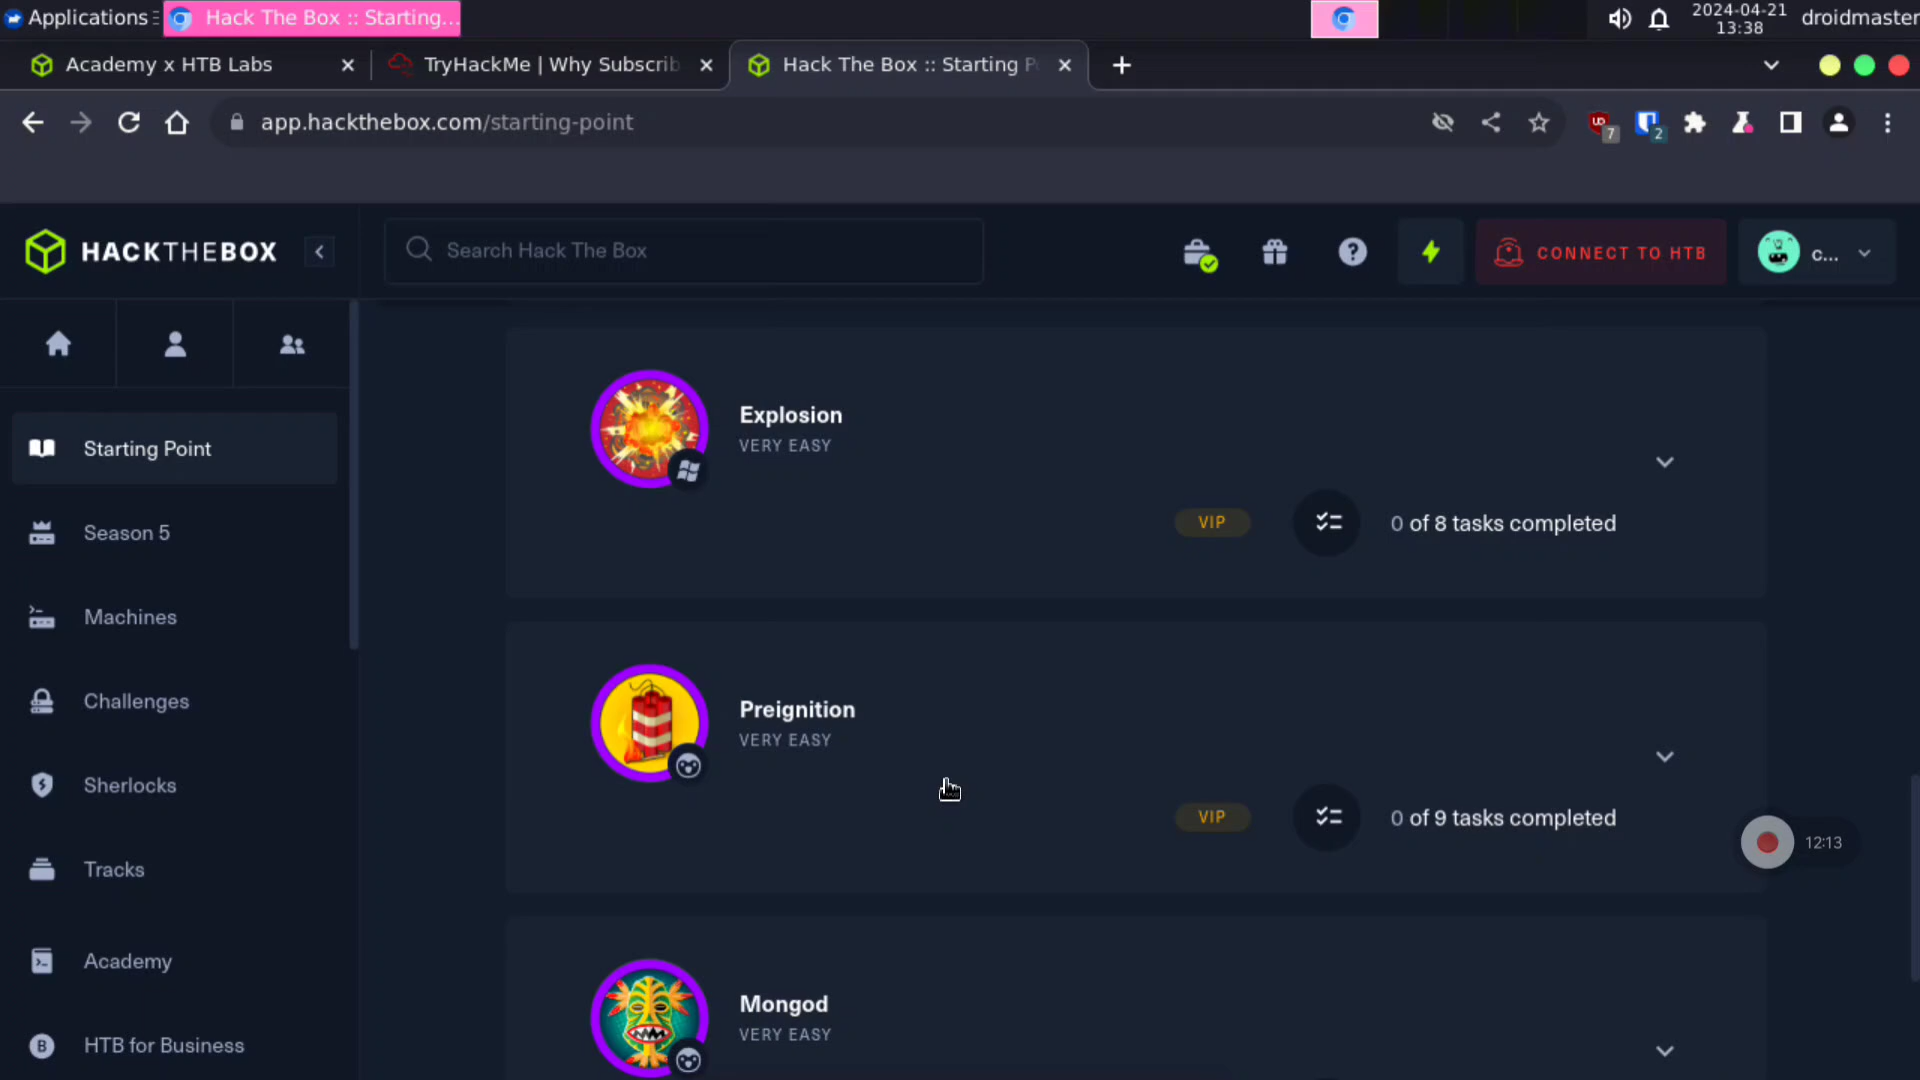 Applications
Hack The Box :: Starting...
2024-04-21
13:38
droidmaster
Academy x HTB Labs
TryHackMe | Why Subscrib
Hack The Box :: Starting P
app.hackthebox.com/starting-point
7
2
HACKTHEBOX
Search Hack The Box
CONNECT TO HTB
c...
Starting Point
Season 5
Machines
Challenges
Sherlocks
Tracks
Academy
HTB for Business
Explosion
VERY EASY
VIP
0 of 8 tasks completed
Preignition
VERY EASY
VIP
0 of 9 tasks completed
12:13
Mongod
VERY EASY